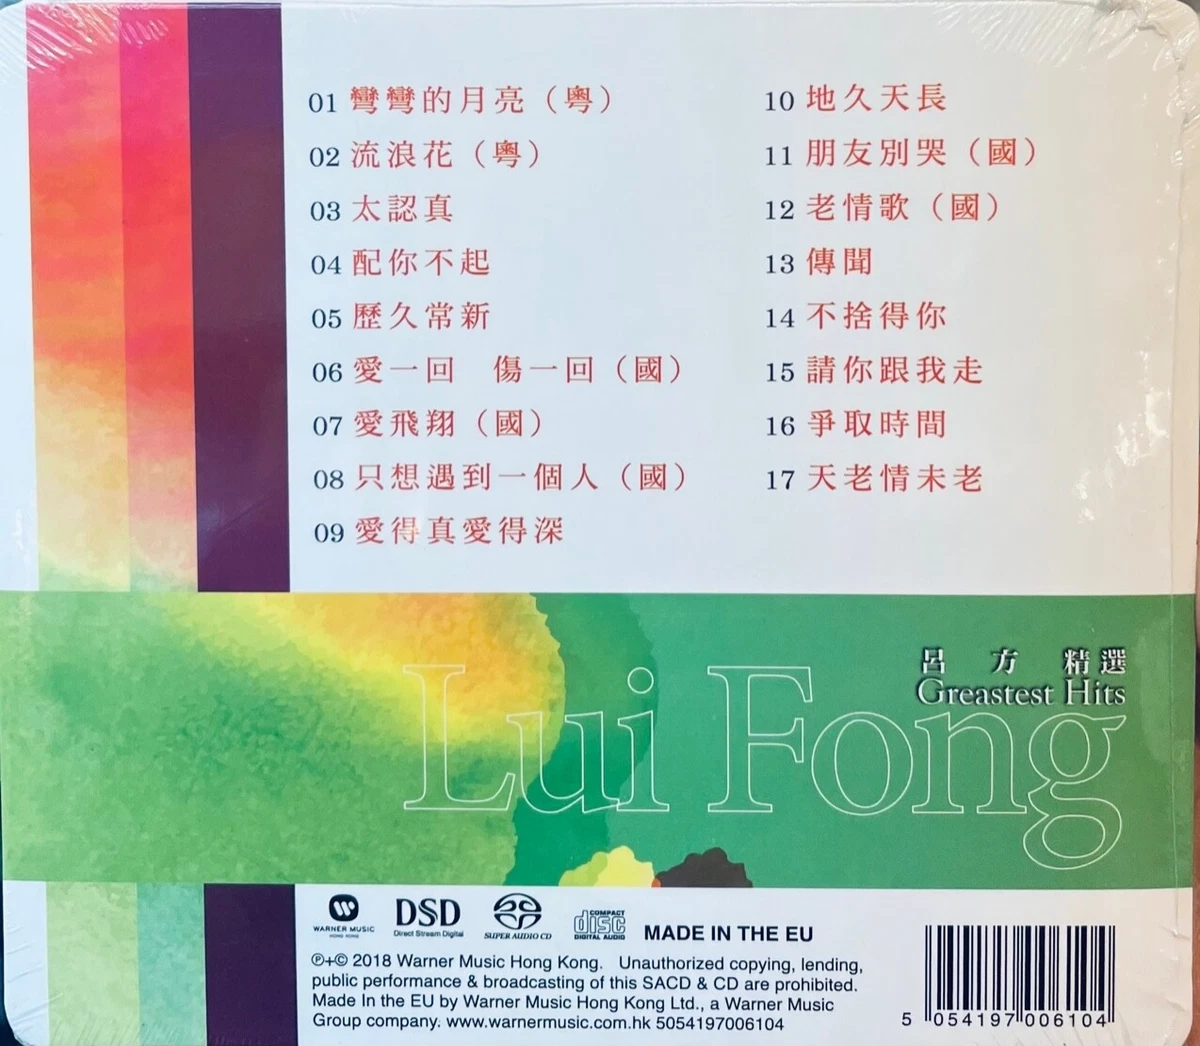 01 彎彎的月亮（粵）
02 流浪花（粵）
03 太認真
04 配你不起
05 歷久常新
06 愛一回　傷一回（國）
07 愛飛翔（國）
08 只想遇到一個人（國）
09 愛得真愛得深
10 地久天長
11 朋友別哭（國）
12 老情歌（國）
13 傳聞
14 不捨得你
15 請你跟我走
16 爭取時間
17 天老情未老
呂方 精選
Greastest Hits
Lui Fong
WARNER MUSIC
HONG KONG
DSD
Direct Stream Digital
SUPER AUDIO CD
COMPACT
disc
DIGITAL AUDIO
MADE IN THE EU
℗+© 2018 Warner Music Hong Kong. Unauthorized copying, lending,
public performance & broadcasting of this SACD & CD are prohibited.
Made In the EU by Warner Music Hong Kong Ltd., a Warner Music
Group company. www.warnermusic.com.hk 5054197006104
5 054197 006104